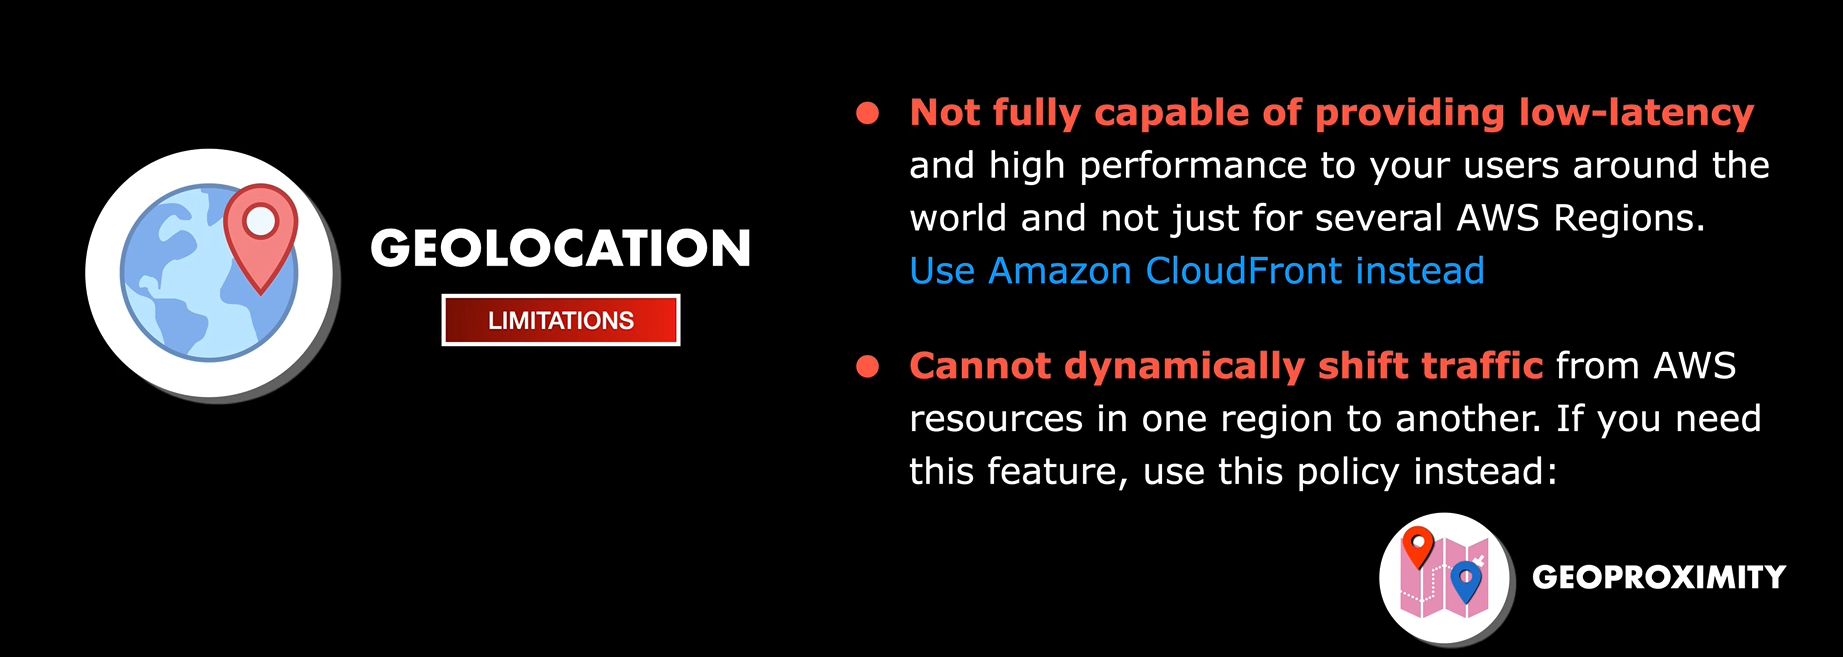 GEOLOCATION
LIMITATIONS
● Not fully capable of providing low-latency
and high performance to your users around the
world and not just for several AWS Regions.
Use Amazon CloudFront instead
● Cannot dynamically shift traffic from AWS
resources in one region to another. If you need
this feature, use this policy instead:
GEOPROXIMITY